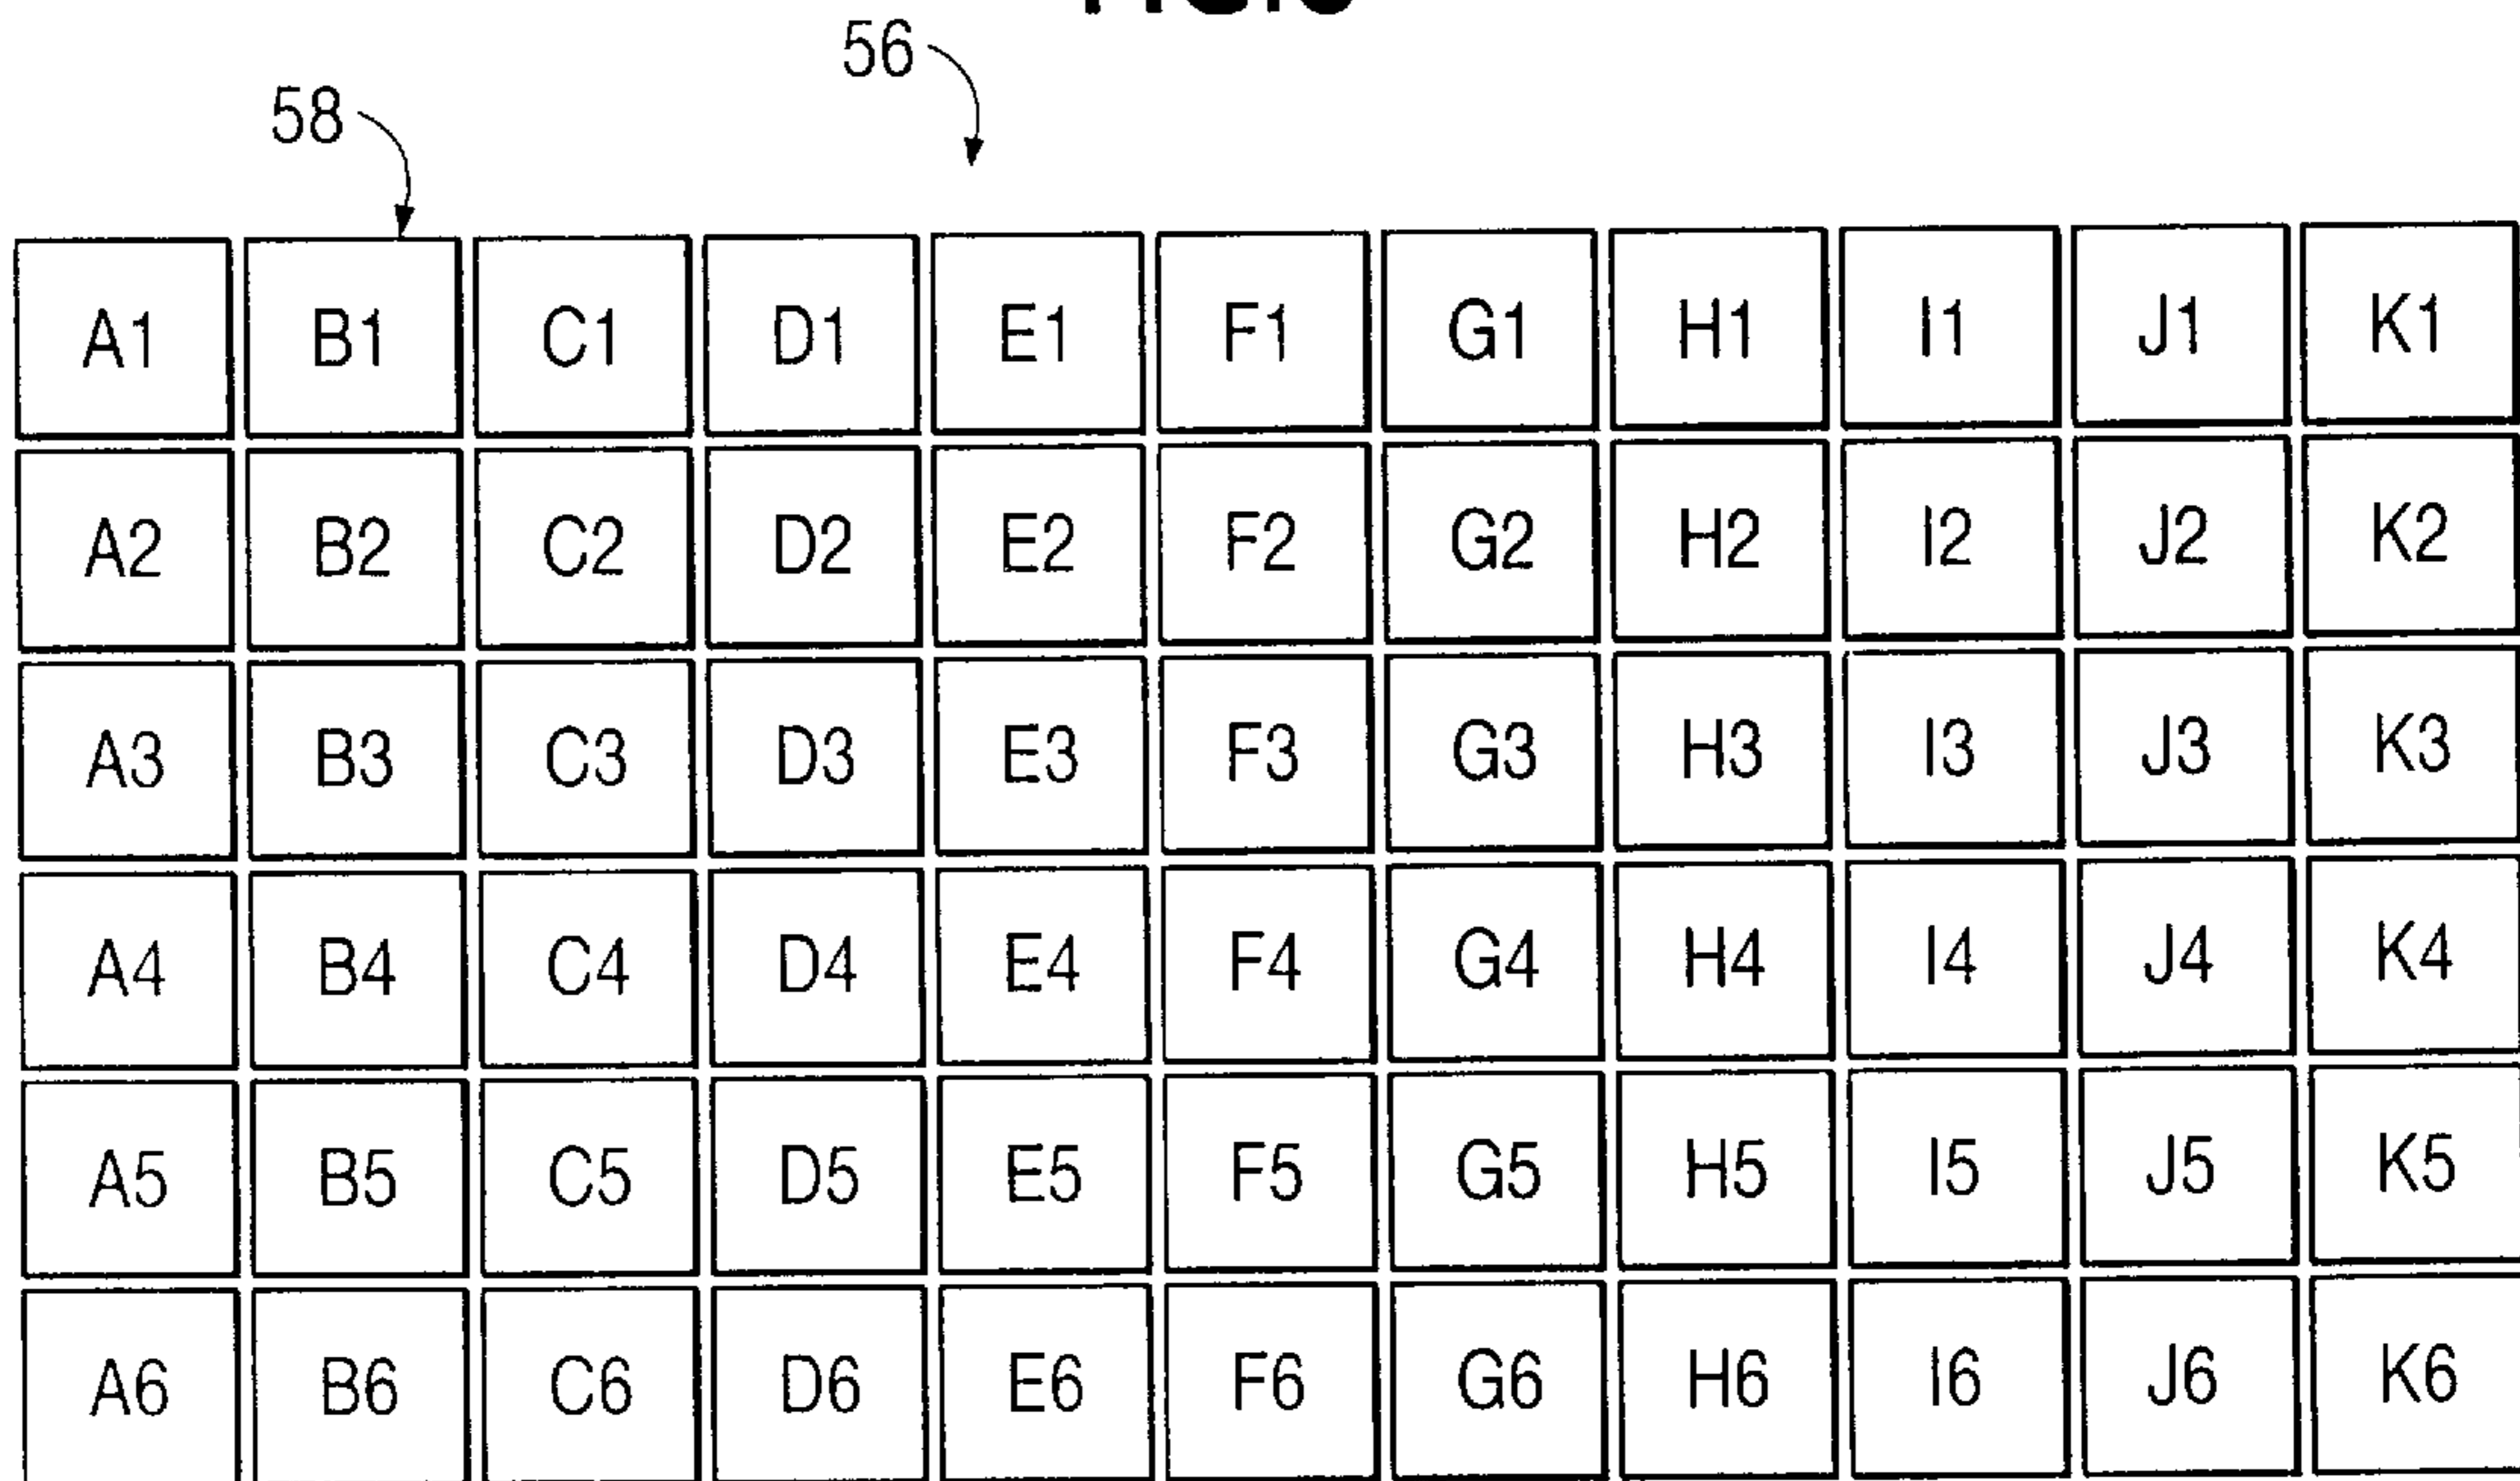 56
58
A1 B1 C1 D1 E1 F1 G1 H1 I1 J1 K1
A2 B2 C2 D2 E2 F2 G2 H2 I2 J2 K2
A3 B3 C3 D3 E3 F3 G3 H3 I3 J3 K3
A4 B4 C4 D4 E4 F4 G4 H4 I4 J4 K4
A5 B5 C5 D5 E5 F5 G5 H5 I5 J5 K5
A6 B6 C6 D6 E6 F6 G6 H6 I6 J6 K6